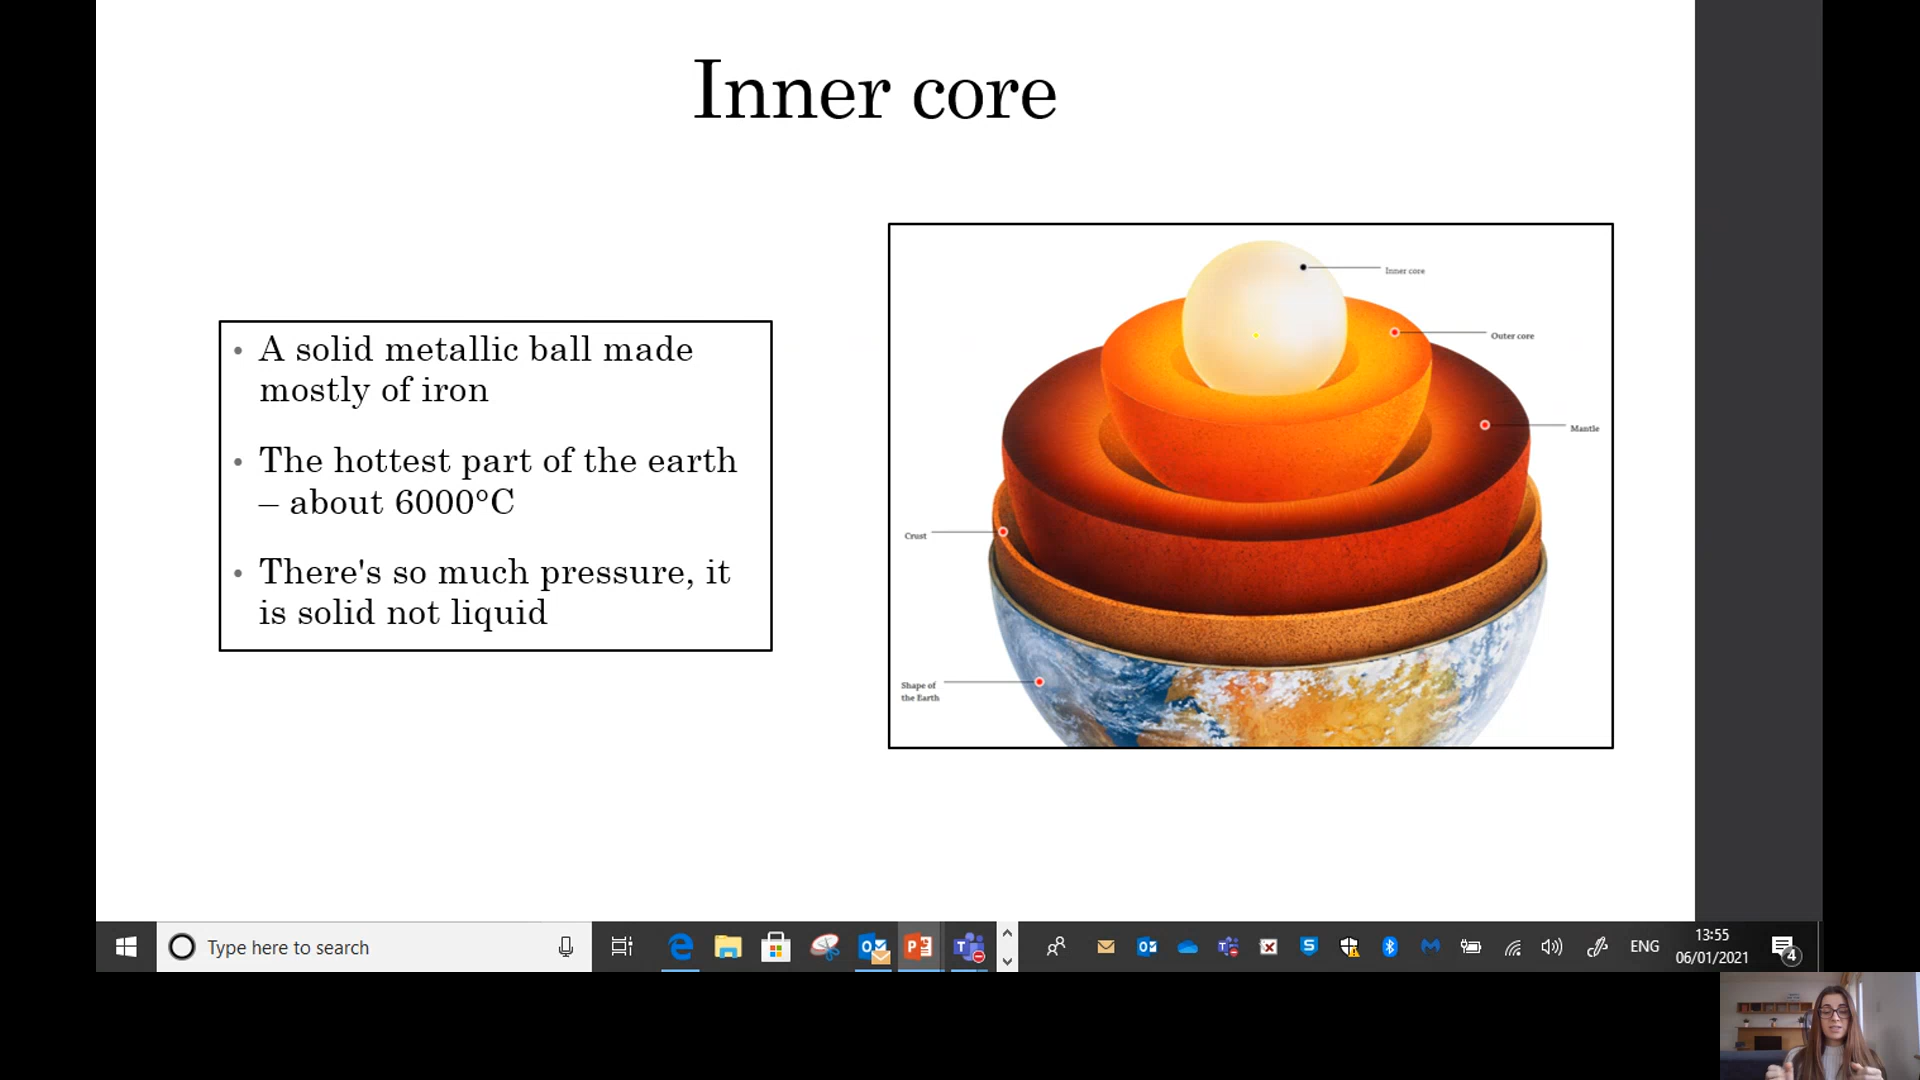 Inner core
• A solid metallic ball made
mostly of iron
• The hottest part of the earth
– about 6000°C
• There's so much pressure, it
is solid not liquid
Inner core
Outer core
Mantle
Crust
Shape of
the Earth
Type here to search
ENG
13:55
06/01/2021
4